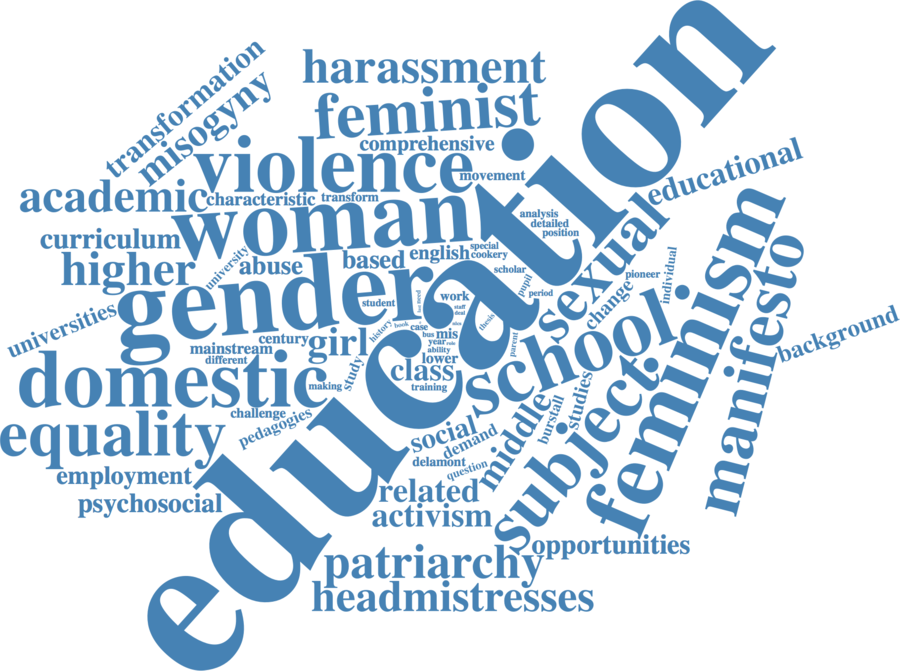 transformation
misogyny
harassment
feminist
comprehensive
violence
movement
academic
characteristic
transform
woman
educational
education
analysis
detailed
position
curriculum
higher
university
abuse
based
english
special
cookery
scholar
sexual
gender
student
work
staff
pupil
period
pioneer
individual
change
universities
century
girl
mainstream
different
history
case
bus
mis
year
ability
lower
thesis
parent
school
feminism
manifesto
background
domestic
making
study
class
training
equality
challenge
pedagogies
social
demand
delamont
question
middle
burstall
studies
subject
employment
psychosocial
related
activism
opportunities
patriarchy
headmistresses